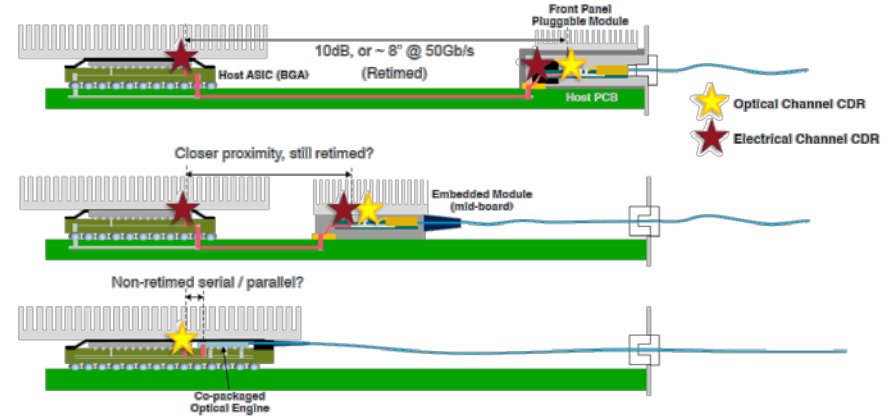 Front Panel
Pluggable Module
10dB, or ~ 8" @ 50Gb/s
(Retimed)
Host ASIC (BGA)
Host PCB
Optical Channel CDR
Electrical Channel CDR
Closer proximity, still retimed?
Embedded Module
(mid-board)
Non-retimed serial / parallel?
Co-packaged
Optical Engine